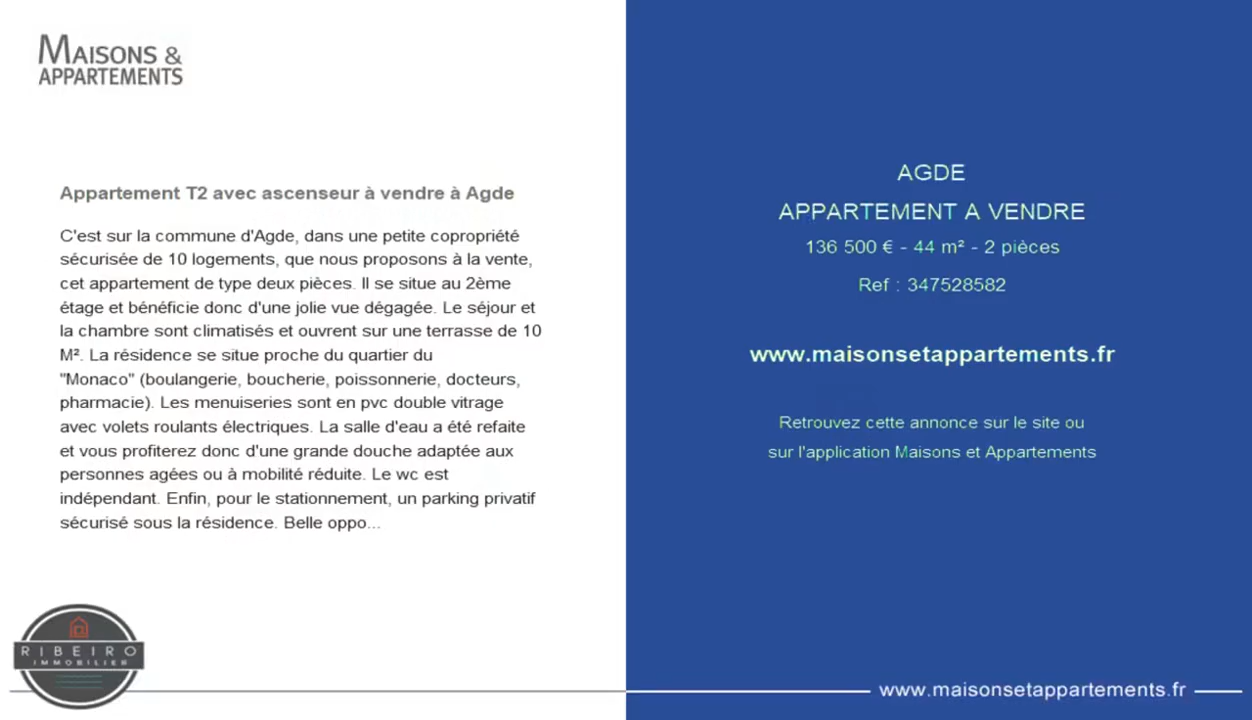 MAISONS &
APPARTEMENTS
Appartement T2 avec ascenseur à vendre à Agde
C'est sur la commune d'Agde, dans une petite copropriété
sécurisée de 10 logements, que nous proposons à la vente,
cet appartement de type deux pièces. Il se situe au 2ème
étage et bénéficie donc d'une jolie vue dégagée. Le séjour et
la chambre sont climatisés et ouvrent sur une terrasse de 10
M². La résidence se situe proche du quartier du
"Monaco" (boulangerie, boucherie, poissonnerie, docteurs,
pharmacie). Les menuiseries sont en pvc double vitrage
avec volets roulants électriques. La salle d'eau a été refaite
et vous profiterez donc d'une grande douche adaptée aux
personnes agées ou à mobilité réduite. Le wc est
indépendant. Enfin, pour le stationnement, un parking privatif
sécurisé sous la résidence. Belle oppo...
RIBEIRO
IMMOBILIER
AGDE
APPARTEMENT A VENDRE
136 500 € - 44 m² - 2 pièces
Ref : 347528582
www.maisonsetappartements.fr
Retrouvez cette annonce sur le site ou
sur l'application Maisons et Appartements
www.maisonsetappartements.fr